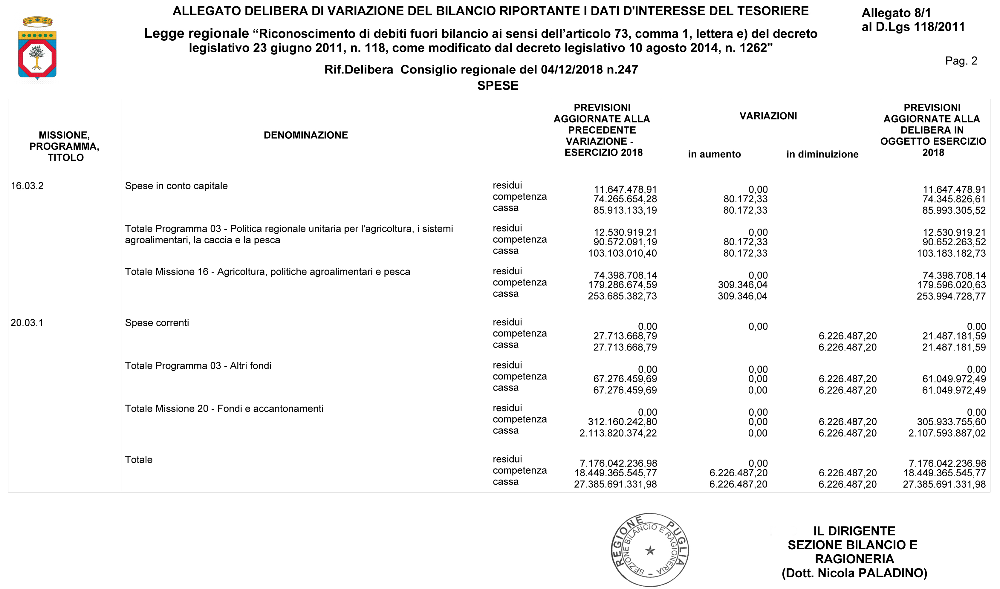 ALLEGATO DELIBERA DI VARIAZIONE DEL BILANCIO RIPORTANTE I DATI D'INTERESSE DEL TESORIERE
Allegato 8/1
al D.Lgs 118/2011
Legge regionale “Riconoscimento di debiti fuori bilancio ai sensi dell’articolo 73, comma 1, lettera e) del decreto
legislativo 23 giugno 2011, n. 118, come modificato dal decreto legislativo 10 agosto 2014, n. 1262"
Pag. 2
Rif.Delibera Consiglio regionale del 04/12/2018 n.247
SPESE
MISSIONE,
PROGRAMMA,
TITOLO
DENOMINAZIONE
PREVISIONI
AGGIORNATE ALLA
PRECEDENTE
VARIAZIONE -
ESERCIZIO 2018
VARIAZIONI
in aumento in diminuizione
PREVISIONI
AGGIORNATE ALLA
DELIBERA IN
OGGETTO ESERCIZIO
2018
16.03.2 Spese in conto capitale residui 11.647.478,91 0,00 11.647.478,91
competenza 74.265.654,28 80.172,33 74.345.826,61
cassa 85.913.133,19 80.172,33 85.993.305,52
Totale Programma 03 - Politica regionale unitaria per l'agricoltura, i sistemi residui 12.530.919,21 0,00 12.530.919,21
agroalimentari, la caccia e la pesca competenza 90.572.091,19 80.172,33 90.652.263,52
cassa 103.103.010,40 80.172,33 103.183.182,73
Totale Missione 16 - Agricoltura, politiche agroalimentari e pesca residui 74.398.708,14 0,00 74.398.708,14
competenza 179.286.674,59 309.346,04 179.596.020,63
cassa 253.685.382,73 309.346,04 253.994.728,77
20.03.1 Spese correnti residui 0,00 0,00 0,00
competenza 27.713.668,79 6.226.487,20 21.487.181,59
cassa 27.713.668,79 6.226.487,20 21.487.181,59
Totale Programma 03 - Altri fondi residui 0,00 0,00 0,00
competenza 67.276.459,69 0,00 6.226.487,20 61.049.972,49
cassa 67.276.459,69 0,00 6.226.487,20 61.049.972,49
Totale Missione 20 - Fondi e accantonamenti residui 0,00 0,00 0,00
competenza 312.160.242,80 0,00 6.226.487,20 305.933.755,60
cassa 2.113.820.374,22 0,00 6.226.487,20 2.107.593.887,02
Totale residui 7.176.042.236,98 0,00 7.176.042.236,98
competenza 18.449.365.545,77 6.226.487,20 6.226.487,20 18.449.365.545,77
cassa 27.385.691.331,98 6.226.487,20 6.226.487,20 27.385.691.331,98
REGIONE PUGLIA
SEZIONE BILANCIO E RAGIONERIA –
IL DIRIGENTE
SEZIONE BILANCIO E
RAGIONERIA
(Dott. Nicola PALADINO)